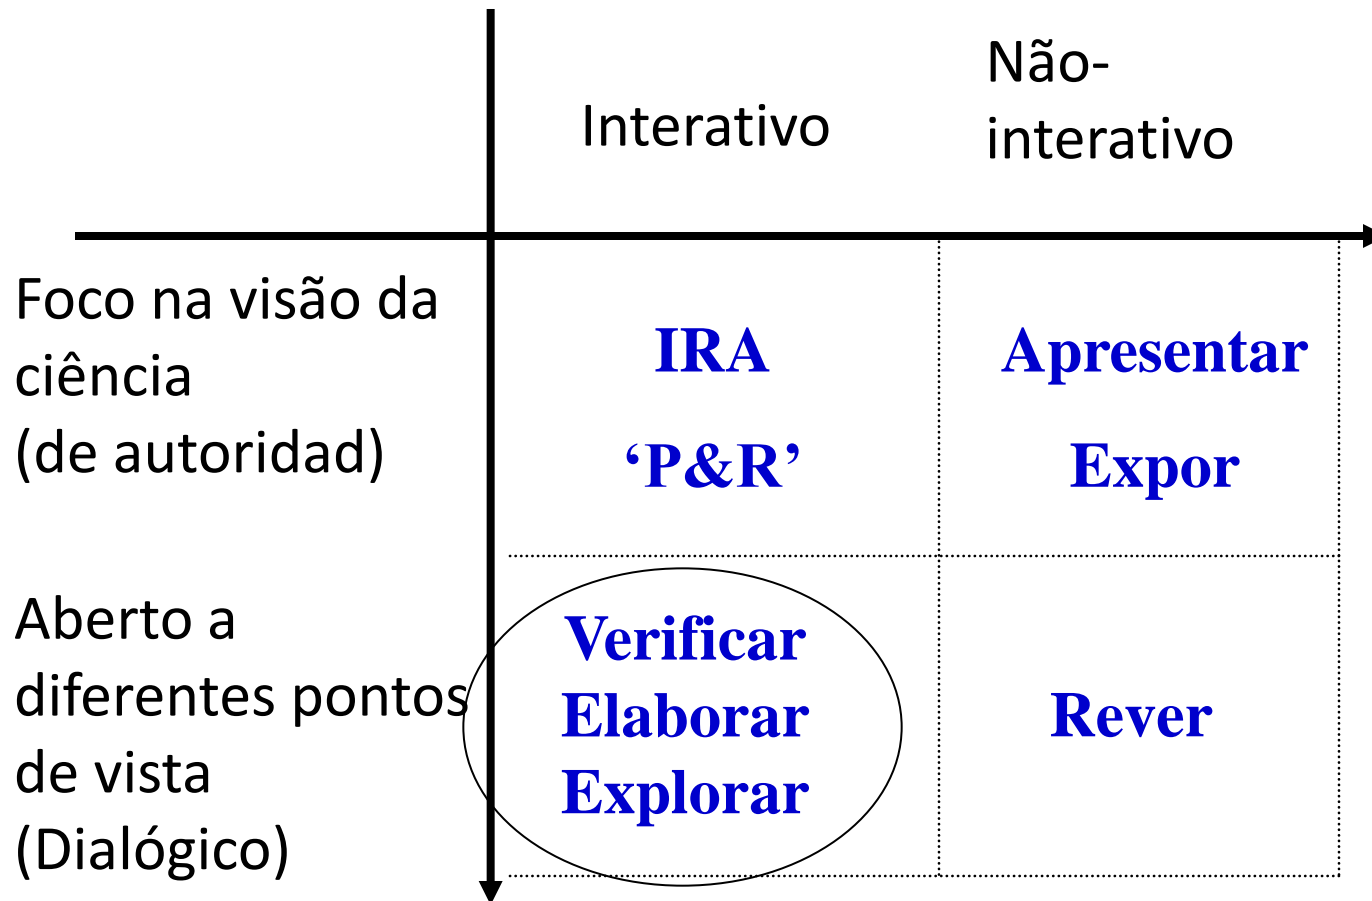 Interativo
Não-
interativo
Foco na visão da
ciência
(de autoridad)
IRA
‘P&R’
Apresentar
Expor
Aberto a
diferentes pontos
de vista
(Dialógico)
Verificar
Elaborar
Explorar
Rever